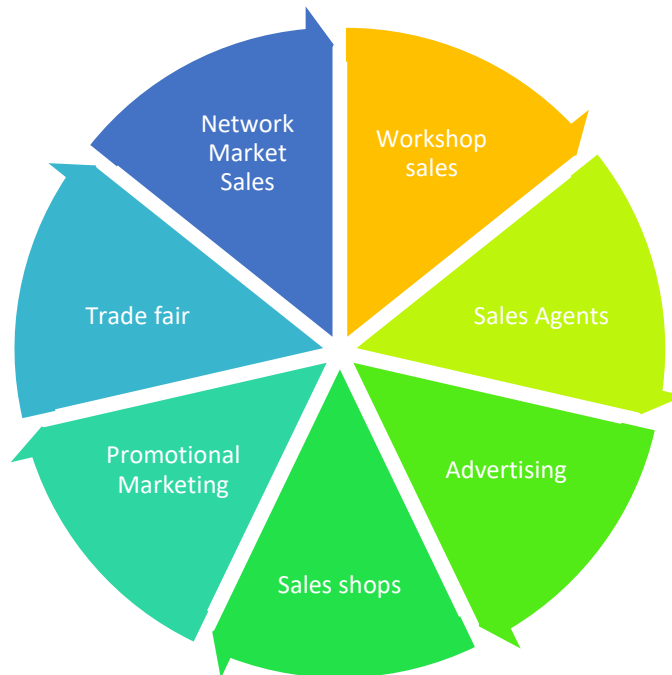 Network
Market
Sales
Workshop
sales
Trade fair
Sales Agents
Promotional
Marketing
Advertising
Sales shops